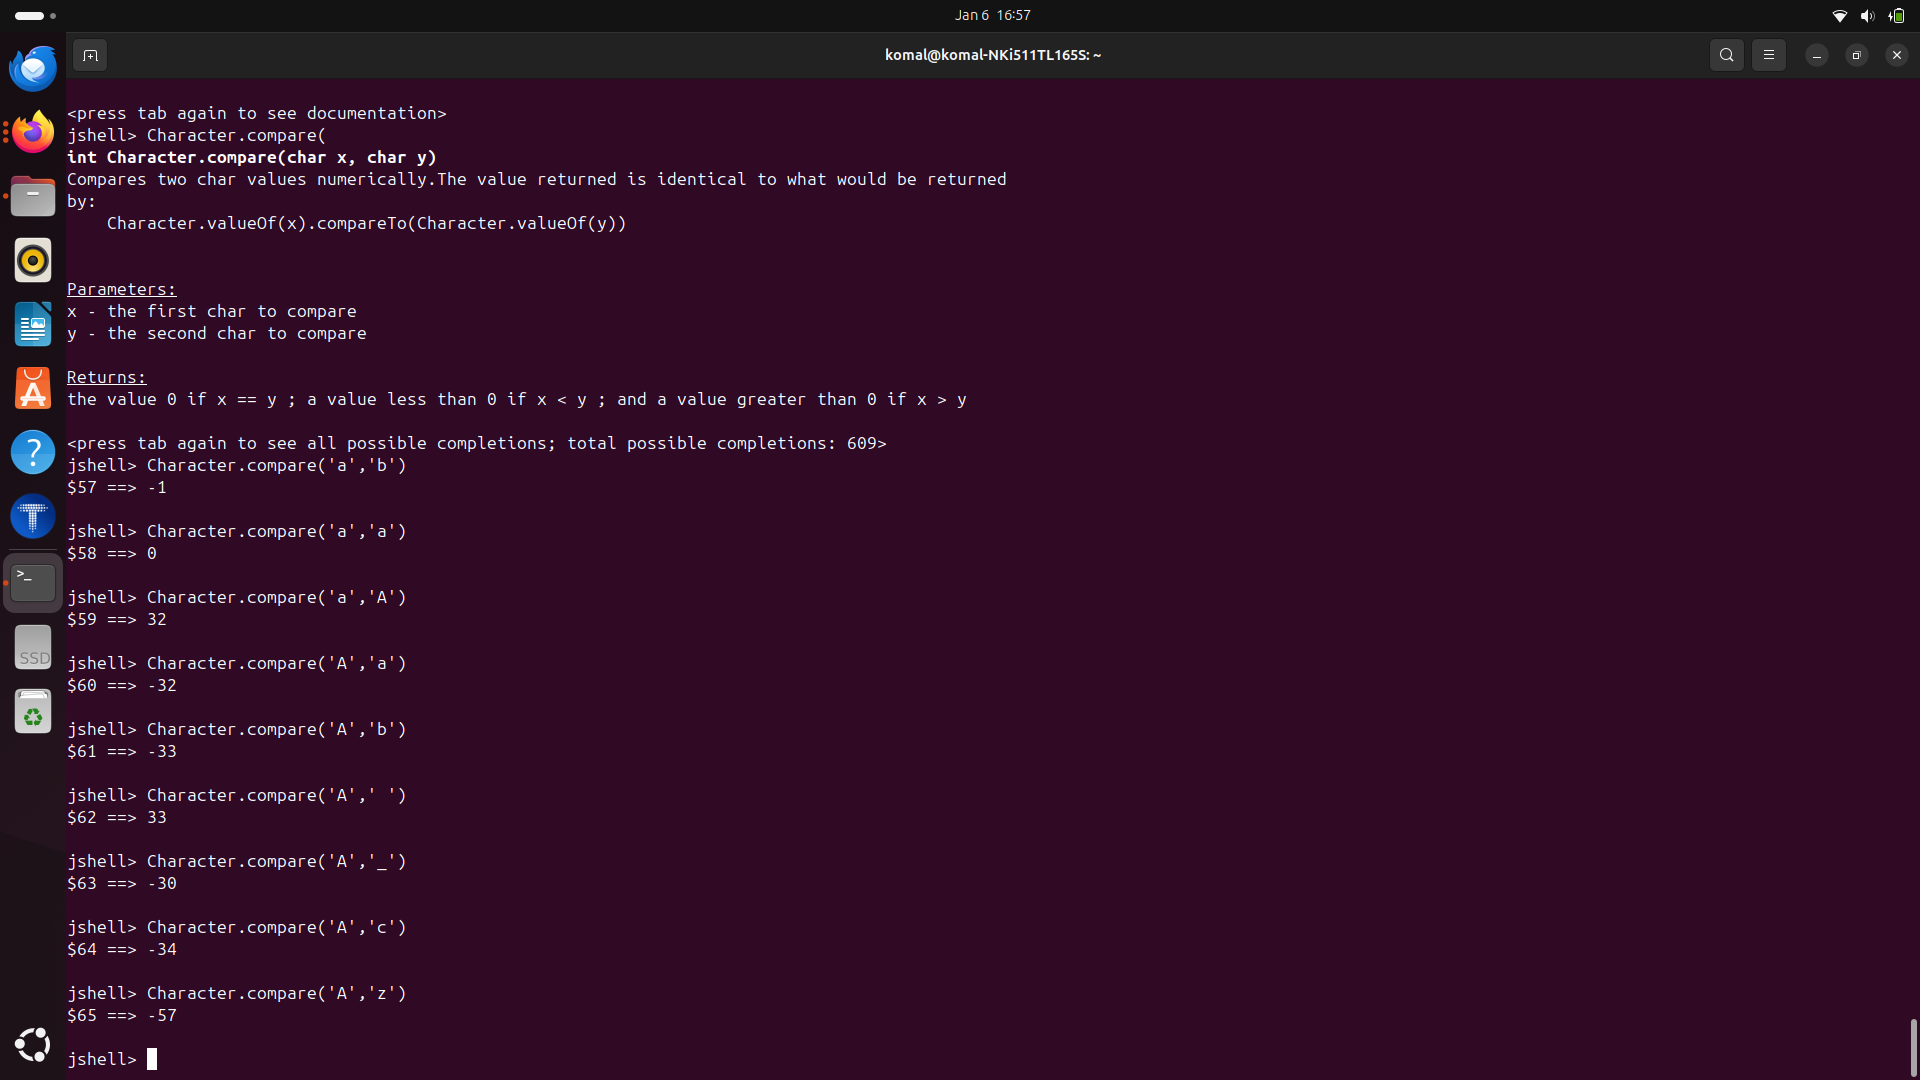 Jan 6 16:57
komal@komal-NKi511TL165S: ~
<press tab again to see documentation>
jshell> Character.compare(
int Character.compare(char x, char y)
Compares two char values numerically.The value returned is identical to what would be returned
by:
    Character.valueOf(x).compareTo(Character.valueOf(y))
Parameters:
x - the first char to compare
y - the second char to compare
Returns:
the value 0 if x == y ; a value less than 0 if x < y ; and a value greater than 0 if x > y
<press tab again to see all possible completions; total possible completions: 609>
jshell> Character.compare('a','b')
$57 ==> -1
jshell> Character.compare('a','a')
$58 ==> 0
jshell> Character.compare('a','A')
$59 ==> 32
jshell> Character.compare('A','a')
$60 ==> -32
jshell> Character.compare('A','b')
$61 ==> -33
jshell> Character.compare('A',' ')
$62 ==> 33
jshell> Character.compare('A','_')
$63 ==> -30
jshell> Character.compare('A','c')
$64 ==> -34
jshell> Character.compare('A','z')
$65 ==> -57
jshell>
SSD